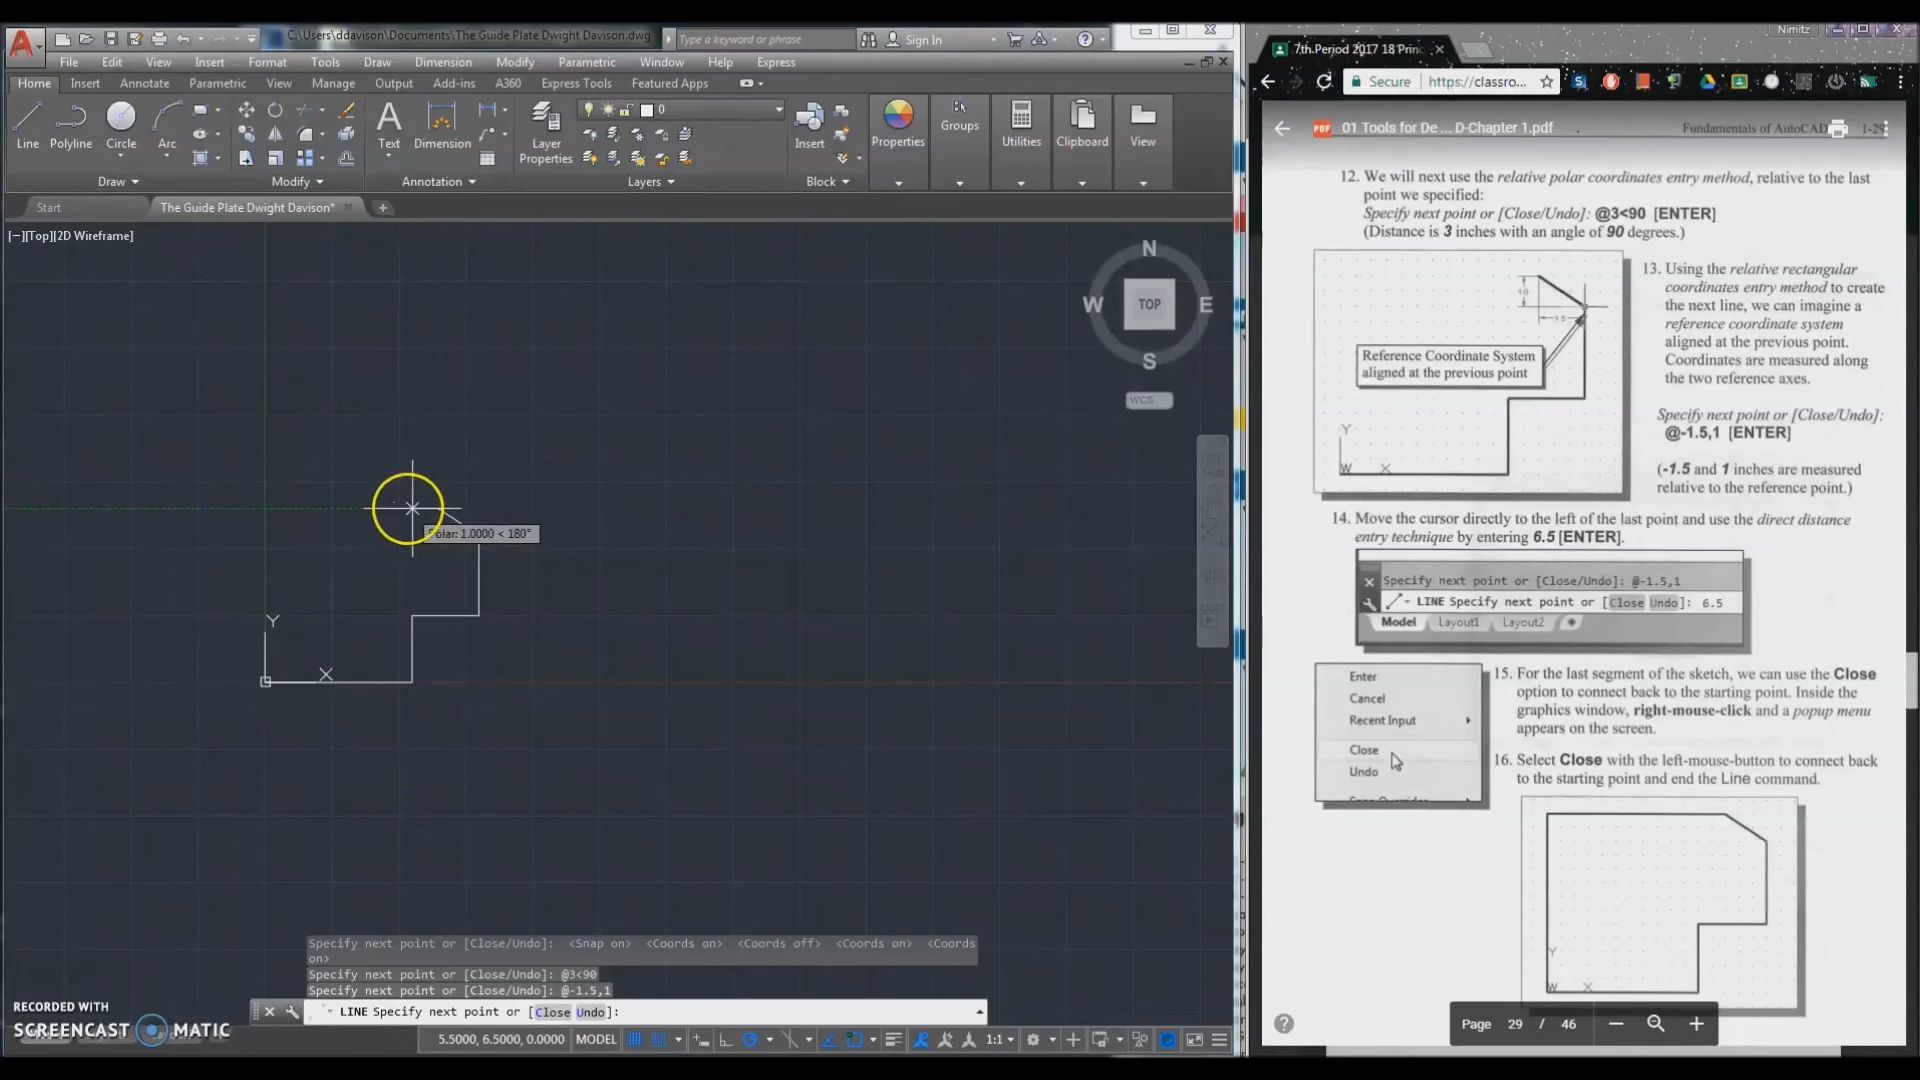 C:\Users\ddavison\Documents\The Guide Plate Dwight Davison.dwg
Type a keyword or phrase
Sign In
File Edit View Insert Format Tools Draw Dimension Modify Parametric Window Help Express
Home Insert Annotate Parametric View Manage Output Add-ins A360 Express Tools Featured Apps
0
Line Polyline Circle Arc
Text Dimension
Layer
Properties
Insert
Properties
Groups
Utilities
Clipboard
View
Draw Modify Annotation Layers Block
Start
The Guide Plate Dwight Davison*
[−][Top][2D Wireframe]
N
W TOP E
S
WCS
Polar: 1.0000 < 180°
Y
X
Specify next point or [Close/Undo]: <Snap on> <Coords on> <Coords off> <Coords on> <Coords
on>
Specify next point or [Close/Undo]: @3<90
Specify next point or [Close/Undo]: @-1.5,1
LINE Specify next point or [Close Undo]:
5.5000, 6.5000, 0.0000 MODEL
1:1
RECORDED WITH
SCREENCAST MATIC
Nimitz
7th Period 2017 18 Princ
Secure https://classro...
PDF 01 Tools for De ... D-Chapter 1.pdf
Fundamentals of AutoCAD 1-29
12. We will next use the relative polar coordinates entry method, relative to the last
point we specified:
Specify next point or [Close/Undo]: @3<90 [ENTER]
(Distance is 3 inches with an angle of 90 degrees.)
1.0
1.5
Reference Coordinate System
aligned at the previous point
Y
W X
13. Using the relative rectangular
coordinates entry method to create
the next line, we can imagine a
reference coordinate system
aligned at the previous point.
Coordinates are measured along
the two reference axes.
Specify next point or [Close/Undo]:
@-1.5,1 [ENTER]
(-1.5 and 1 inches are measured
relative to the reference point.)
14. Move the cursor directly to the left of the last point and use the direct distance
entry technique by entering 6.5 [ENTER].
Specify next point or [Close/Undo]: @-1.5,1
LINE Specify next point or [Close Undo]: 6.5
Model Layout1 Layout2
Enter
Cancel
Recent Input
Close
Undo
Snap Overrides
15. For the last segment of the sketch, we can use the Close
option to connect back to the starting point. Inside the
graphics window, right-mouse-click and a popup menu
appears on the screen.
16. Select Close with the left-mouse-button to connect back
to the starting point and end the Line command.
Y
W X
Page 29 / 46